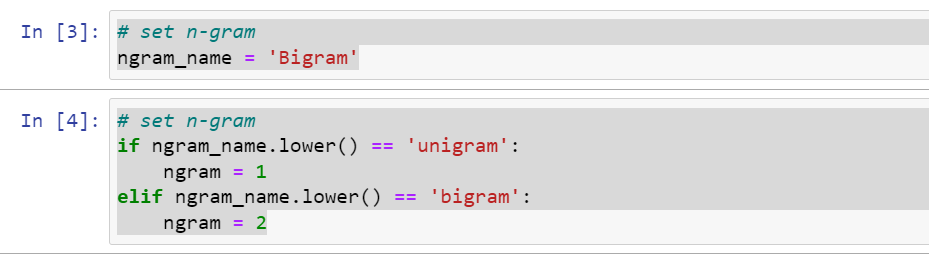 In [3]: # set n-gram
ngram_name = 'Bigram'
In [4]: # set n-gram
if ngram_name.lower() == 'unigram':
    ngram = 1
elif ngram_name.lower() == 'bigram':
    ngram = 2